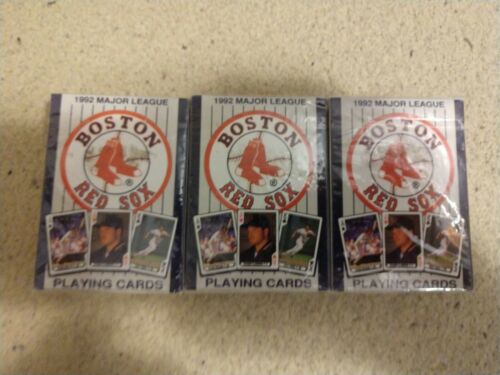 1992 MAJOR LEAGUE
BOSTON
RED SOX
®
PLAYING CARDS
1992 MAJOR LEAGUE
BOSTON
RED SOX
®
PLAYING CARDS
1992 MAJOR LEAGUE
BOSTON
RED SOX
®
PLAYING CARDS